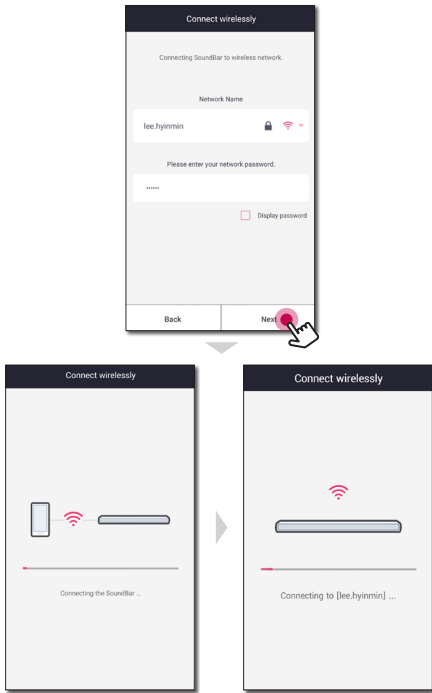 Connect wirelessly
Connecting SoundBar to wireless network.
Network Name
lee.hyinmin
Please enter your network password.
······
Display password
Back
Next
Connect wirelessly
Connecting the SoundBar ...
Connect wirelessly
Connecting to [lee.hyinmin] ...